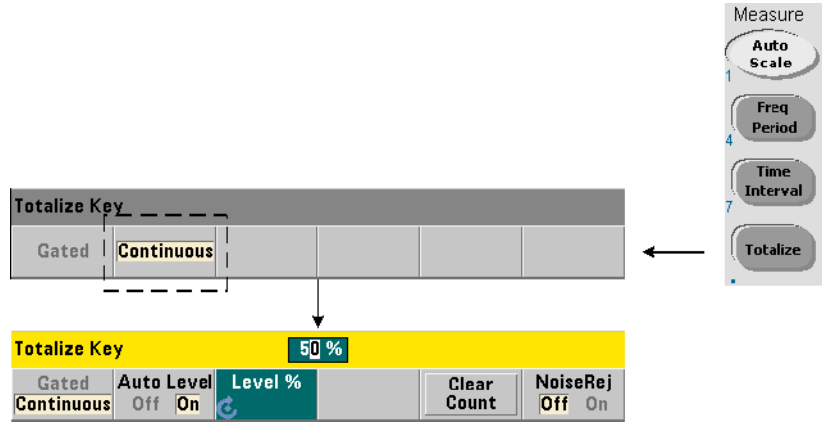 Measure
Auto
Scale
1
Freq
Period
4
Time
Interval
7
Totalize
.
Totalize Key
Gated Continuous
Totalize Key 50 %
Gated Auto Level Level % Clear NoiseRej
Continuous Off On Count Off On